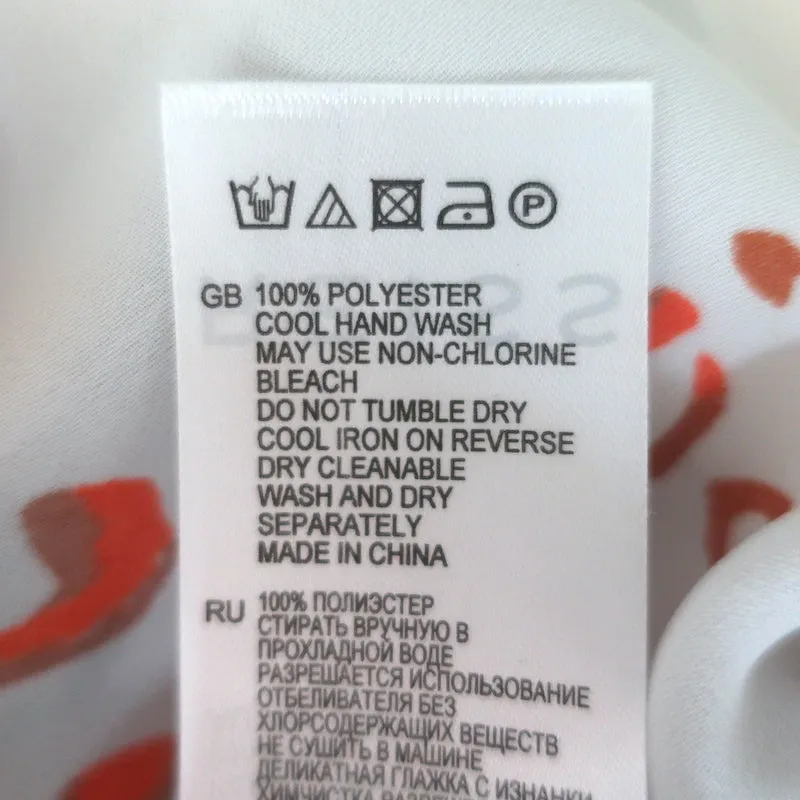 P
GB 100% POLYESTER
COOL HAND WASH
MAY USE NON-CHLORINE
BLEACH
DO NOT TUMBLE DRY
COOL IRON ON REVERSE
DRY CLEANABLE
WASH AND DRY
SEPARATELY
MADE IN CHINA
RU 100% ПОЛИЭСТЕР
СТИРАТЬ ВРУЧНУЮ В
ПРОХЛАДНОЙ ВОДЕ
РАЗРЕШАЕТСЯ ИСПОЛЬЗОВАНИЕ
ОТБЕЛИВАТЕЛЯ БЕЗ
ХЛОРСОДЕРЖАЩИХ ВЕЩЕСТВ
НЕ СУШИТЬ В МАШИНЕ
ДЕЛИКАТНАЯ ГЛАЖКА С ИЗНАНКИ
ХИМЧИСТКА